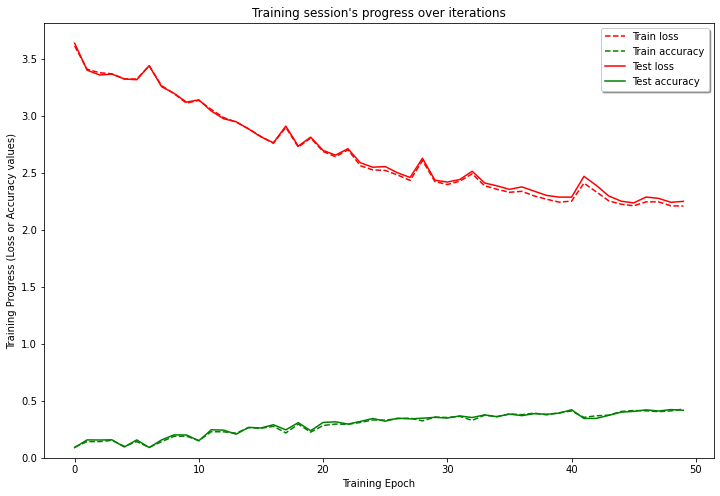 Training session's progress over iterations
Train loss
Train accuracy
Test loss
Test accuracy
Training Progress (Loss or Accuracy values)
3.5
3.0
2.5
2.0
1.5
1.0
0.5
0.0
0 10 20 30 40 50
Training Epoch